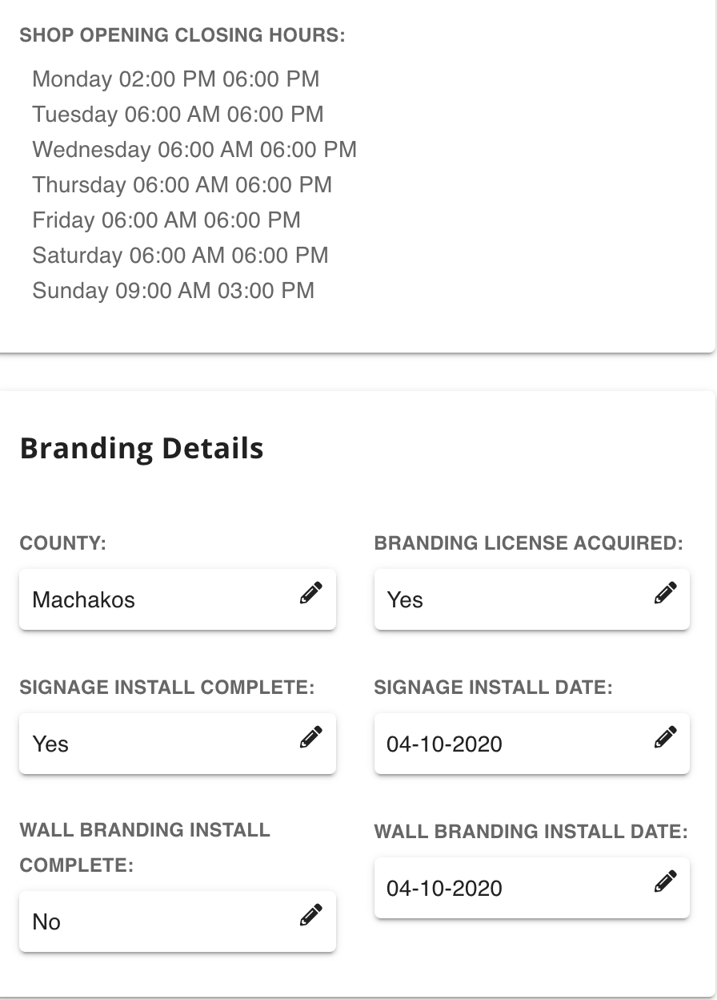 SHOP OPENING CLOSING HOURS:
Monday 02:00 PM 06:00 PM
Tuesday 06:00 AM 06:00 PM
Wednesday 06:00 AM 06:00 PM
Thursday 06:00 AM 06:00 PM
Friday 06:00 AM 06:00 PM
Saturday 06:00 AM 06:00 PM
Sunday 09:00 AM 03:00 PM
Branding Details
COUNTY:
Machakos
BRANDING LICENSE ACQUIRED:
Yes
SIGNAGE INSTALL COMPLETE:
Yes
SIGNAGE INSTALL DATE:
04-10-2020
WALL BRANDING INSTALL
COMPLETE:
No
WALL BRANDING INSTALL DATE:
04-10-2020